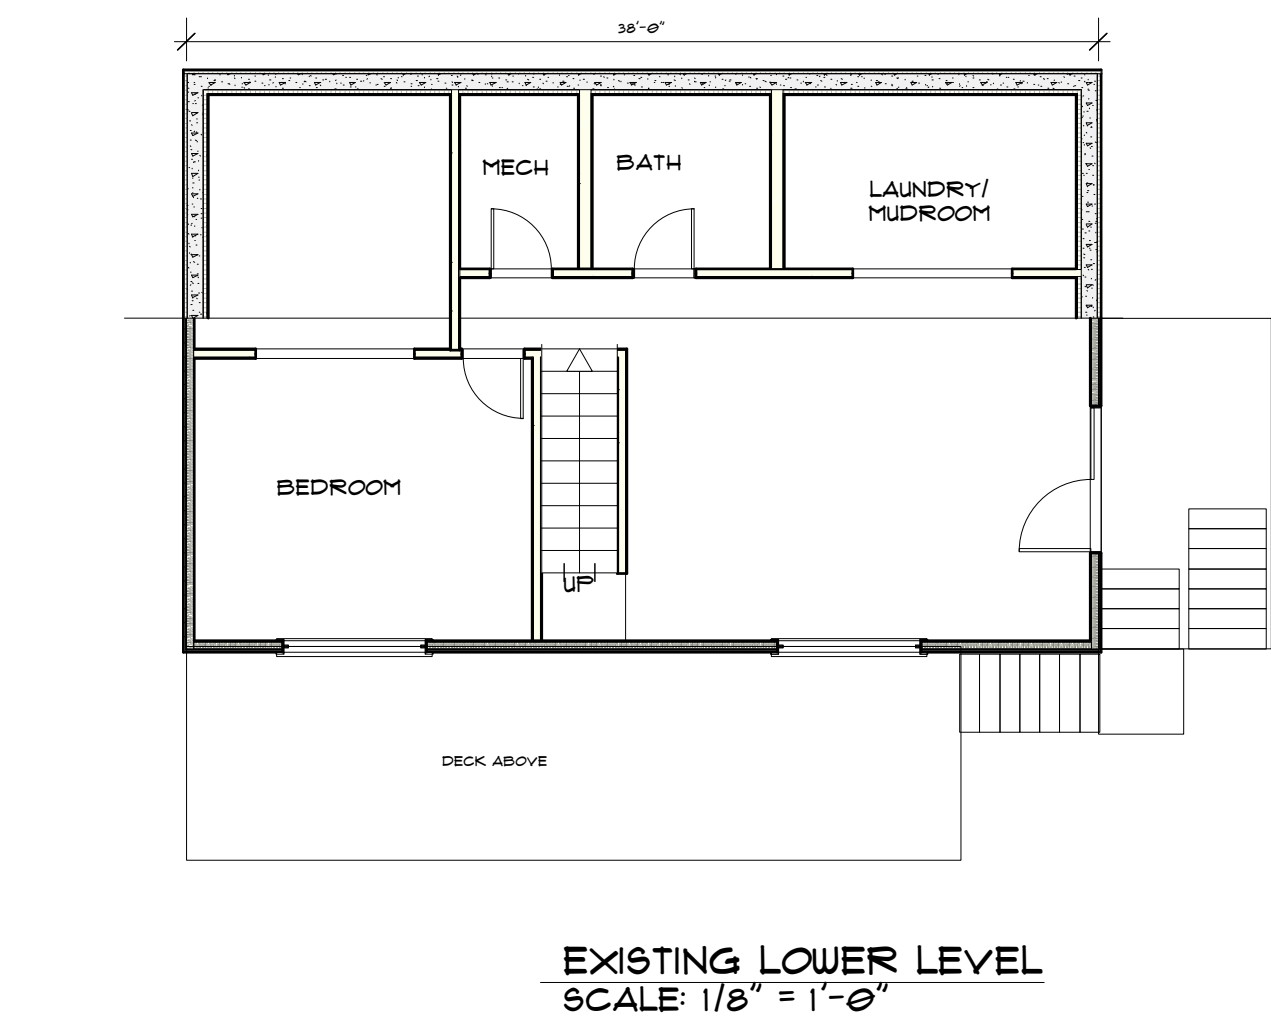 38'-0"
MECH
BATH
LAUNDRY/
MUDROOM
BEDROOM
UP
DECK ABOVE
EXISTING LOWER LEVEL
SCALE: 1/8" = 1'-0"